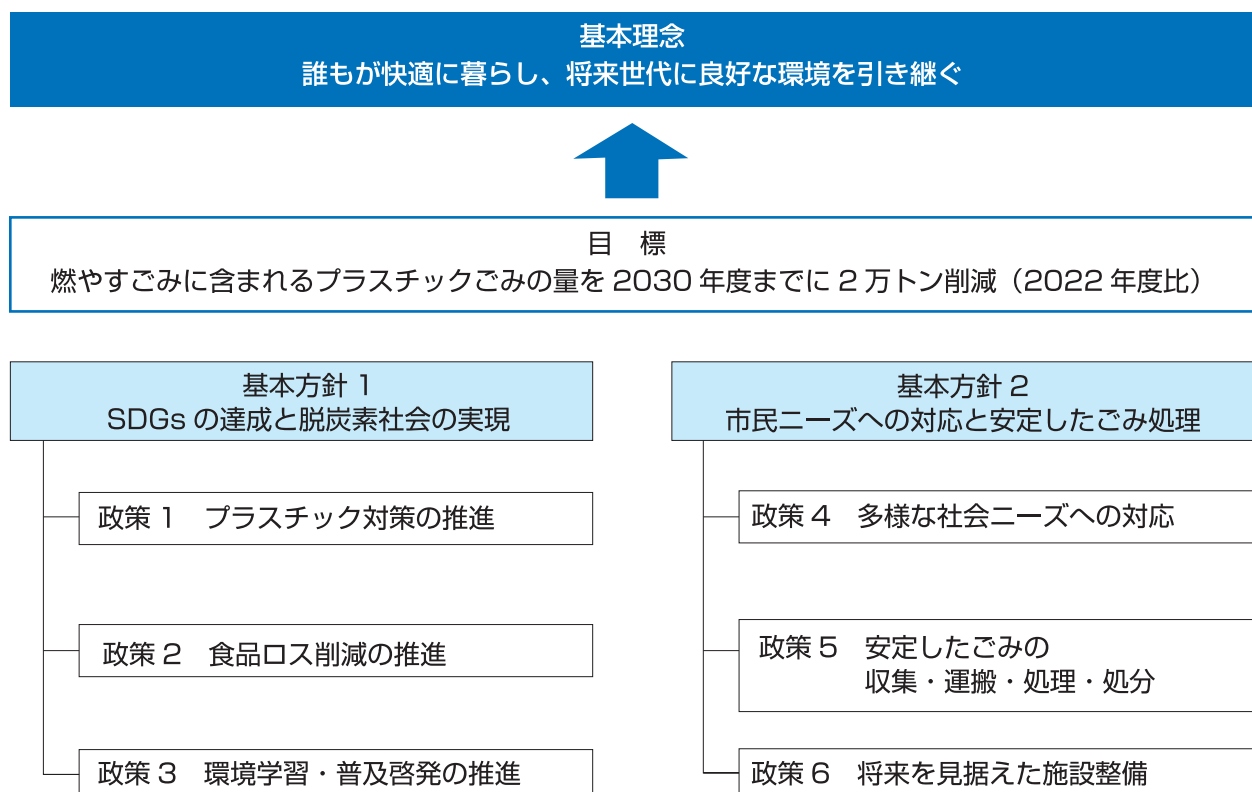 基本理念
誰もが快適に暮らし、将来世代に良好な環境を引き継ぐ
目　標
燃やすごみに含まれるプラスチックごみの量を 2030 年度までに 2 万トン削減（2022 年度比）
基本方針 1
SDGs の達成と脱炭素社会の実現
政策 1　プラスチック対策の推進
政策 2　食品ロス削減の推進
政策 3　環境学習・普及啓発の推進
基本方針 2
市民ニーズへの対応と安定したごみ処理
政策 4　多様な社会ニーズへの対応
政策 5　安定したごみの
収集・運搬・処理・処分
政策 6　将来を見据えた施設整備